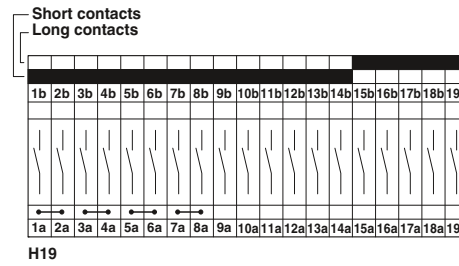 Short contacts
Long contacts
1b 2b 3b 4b 5b 6b 7b 8b 9b 10b 11b 12b 13b 14b 15b 16b 17b 18b 19
1a 2a 3a 4a 5a 6a 7a 8a 9a 10a 11a 12a 13a 14a 15a 16a 17a 18a 19
H19